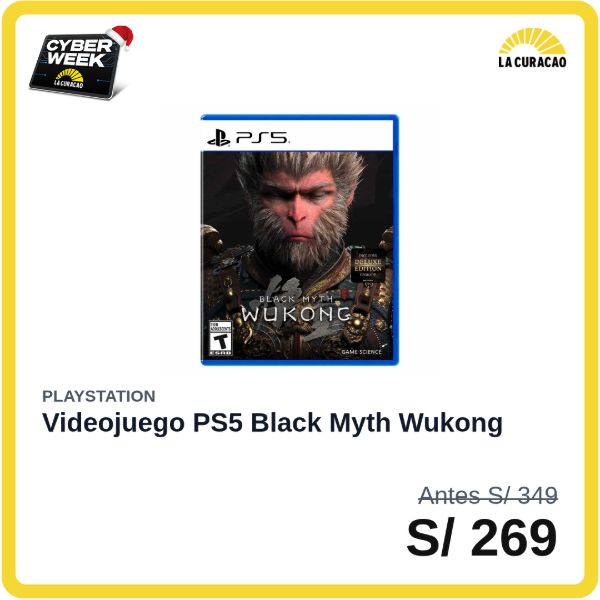 CYBER
WEEK
LA CURACAO
LA CURACAO
PS5
INCLUDES
DELUXE
EDITION
BLACK MYTH
WUKONG
T
ESRB
GAME SCIENCE
PLAYSTATION
Videojuego PS5 Black Myth Wukong
Antes S/ 349
S/ 269